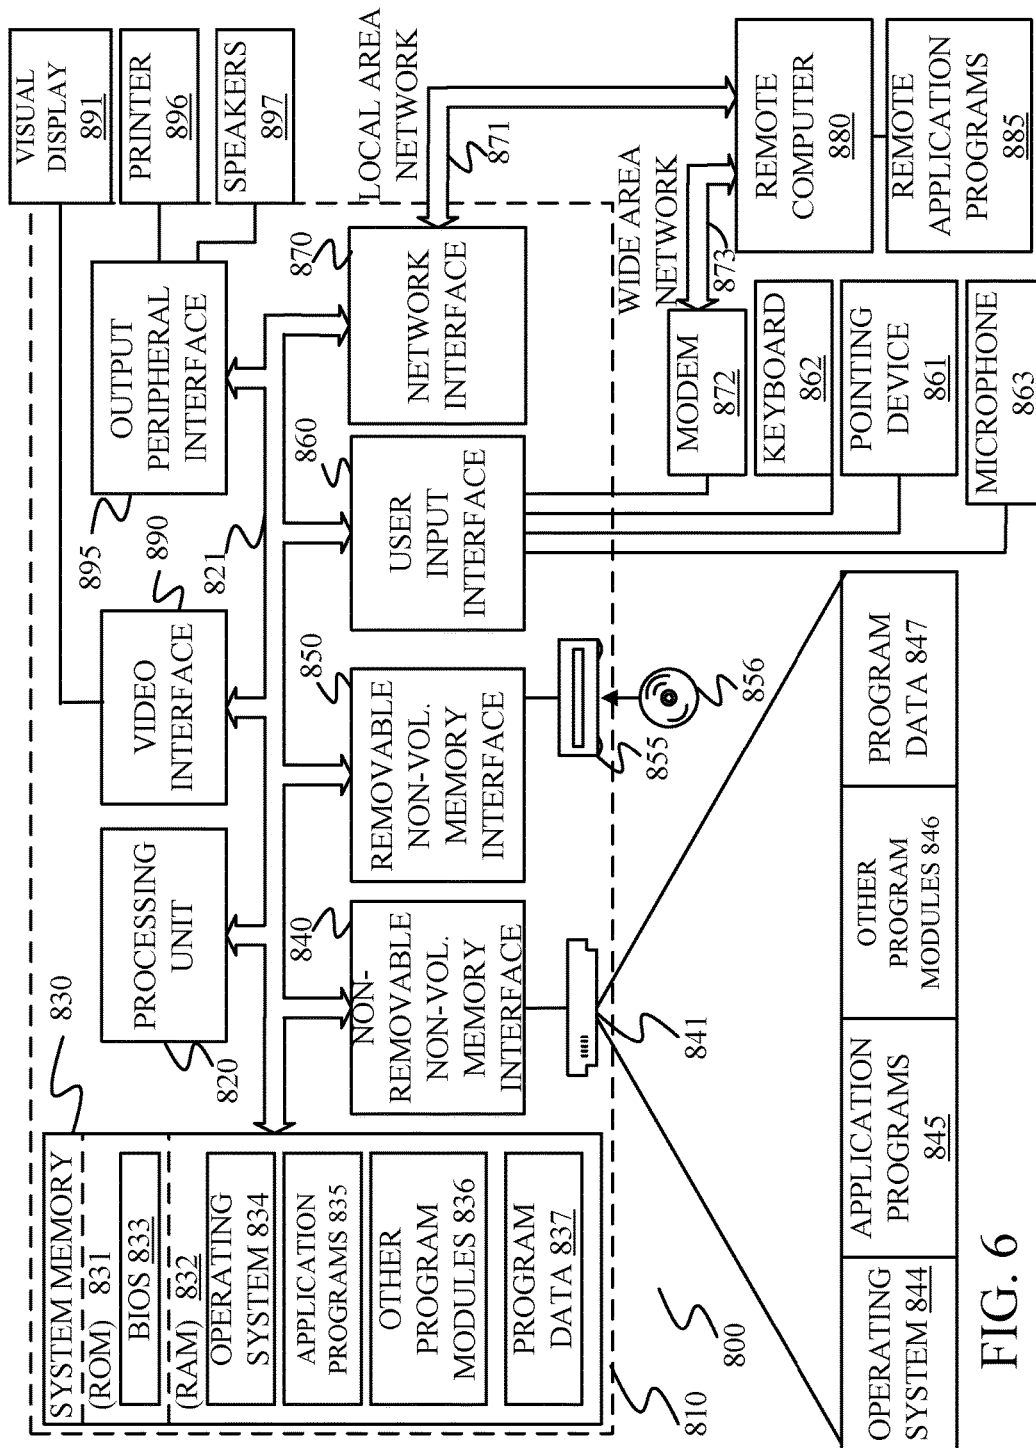 SYSTEM MEMORY
(ROM) 831
BIOS 833
(RAM) 832
OPERATING
SYSTEM 834
APPLICATION
PROGRAMS 835
OTHER
PROGRAM
MODULES 836
PROGRAM
DATA 837
830
PROCESSING
UNIT
820
VIDEO
INTERFACE
890
821
OUTPUT
PERIPHERAL
INTERFACE
895
VISUAL
DISPLAY
891
PRINTER
896
SPEAKERS
897
NON-
REMOVABLE
NON-VOL.
MEMORY
INTERFACE
840
REMOVABLE
NON-VOL.
MEMORY
INTERFACE
850
USER
INPUT
INTERFACE
860
NETWORK
INTERFACE
870
LOCAL AREA
NETWORK
871
810
800
841
855
856
WIDE AREA
NETWORK
873
MODEM
872
KEYBOARD
862
POINTING
DEVICE
861
MICROPHONE
863
REMOTE
COMPUTER
880
REMOTE
APPLICATION
PROGRAMS
885
OPERATING
SYSTEM 844
APPLICATION
PROGRAMS
845
OTHER
PROGRAM
MODULES 846
PROGRAM
DATA 847
FIG. 6